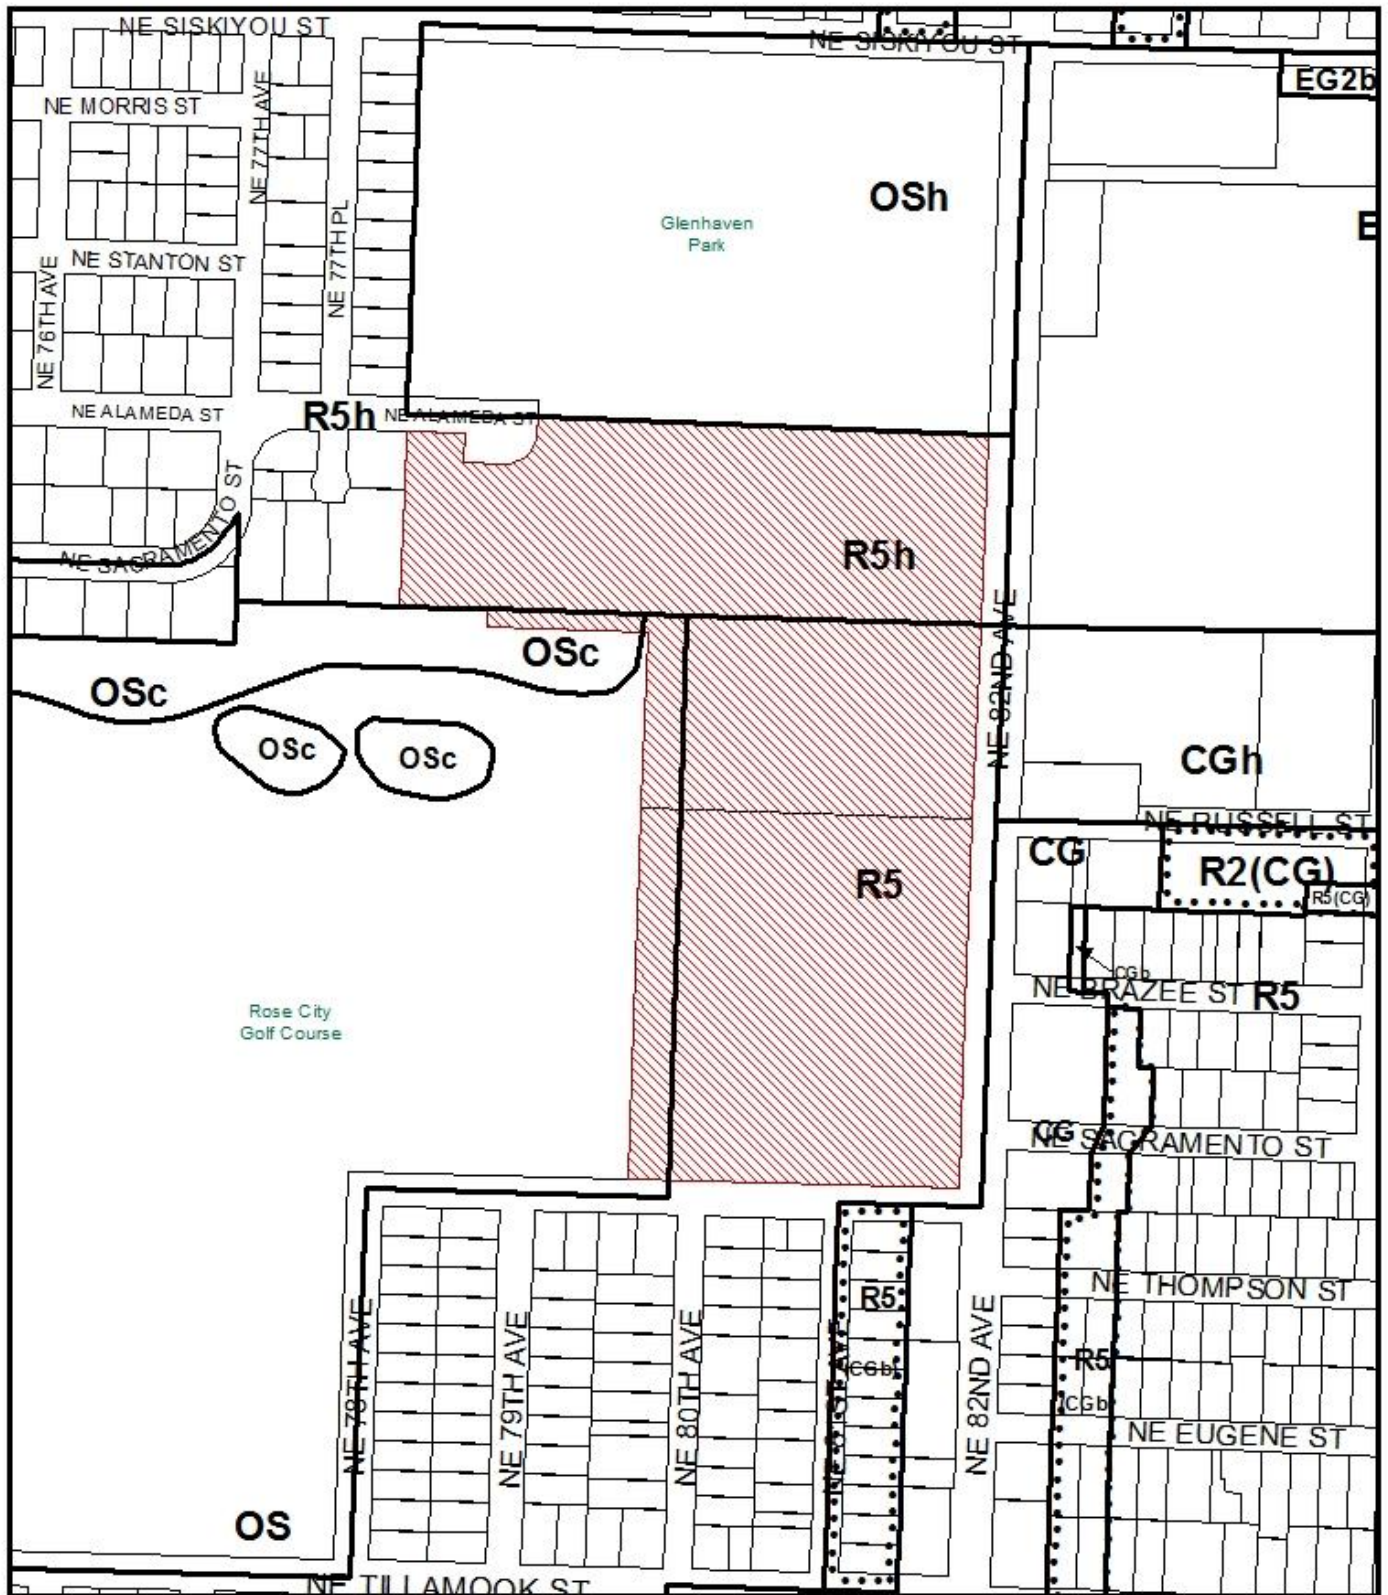 NE SISKIYOU ST
NE SISKIYOU ST
EG2b
NE MORRIS ST
NE 77TH AVE
OSh
Glenhaven
Park
E
NE 77TH PL
NE STANTON ST
NE 76TH AVE
NE ALAMEDA ST
R5h
NE ALAMEDA ST
NE SACRAMENTO ST
R5h
OSc
OSc
OSc
OSc
NE 82ND AVE
CGh
NE RUSSELL ST
CG
R2(CG)
R5(CG)
R5
CGb
NE BRAZEE ST
R5
Rose City
Golf Course
CG
NE SACRAMENTO ST
NE THOMPSON ST
R5
NE 78TH AVE
NE 79TH AVE
NE 80TH AVE
(CGb)
NE 82ND AVE
R5
(CGb)
NE EUGENE ST
OS
NE TILLAMOOK ST